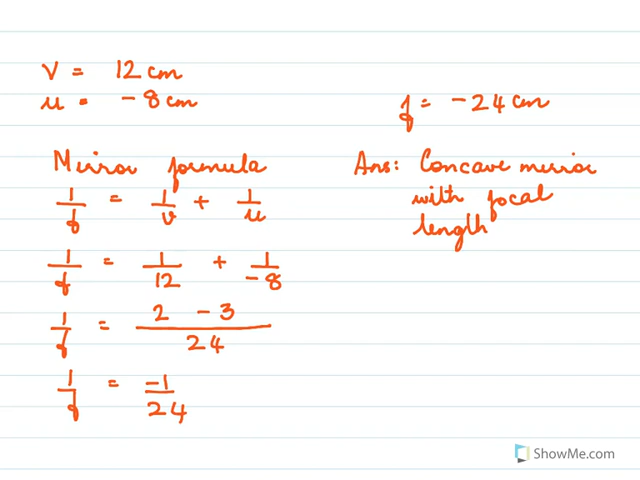 v = 12 cm
u = - 8 cm
Mirror formula
1/f = 1/v + 1/u
1/f = 1/12 + 1/-8
1/f = 2 - 3 / 24
1/f = -1/24
f = - 24 cm
Ans: Concave mirror
with focal
length
ShowMe.com